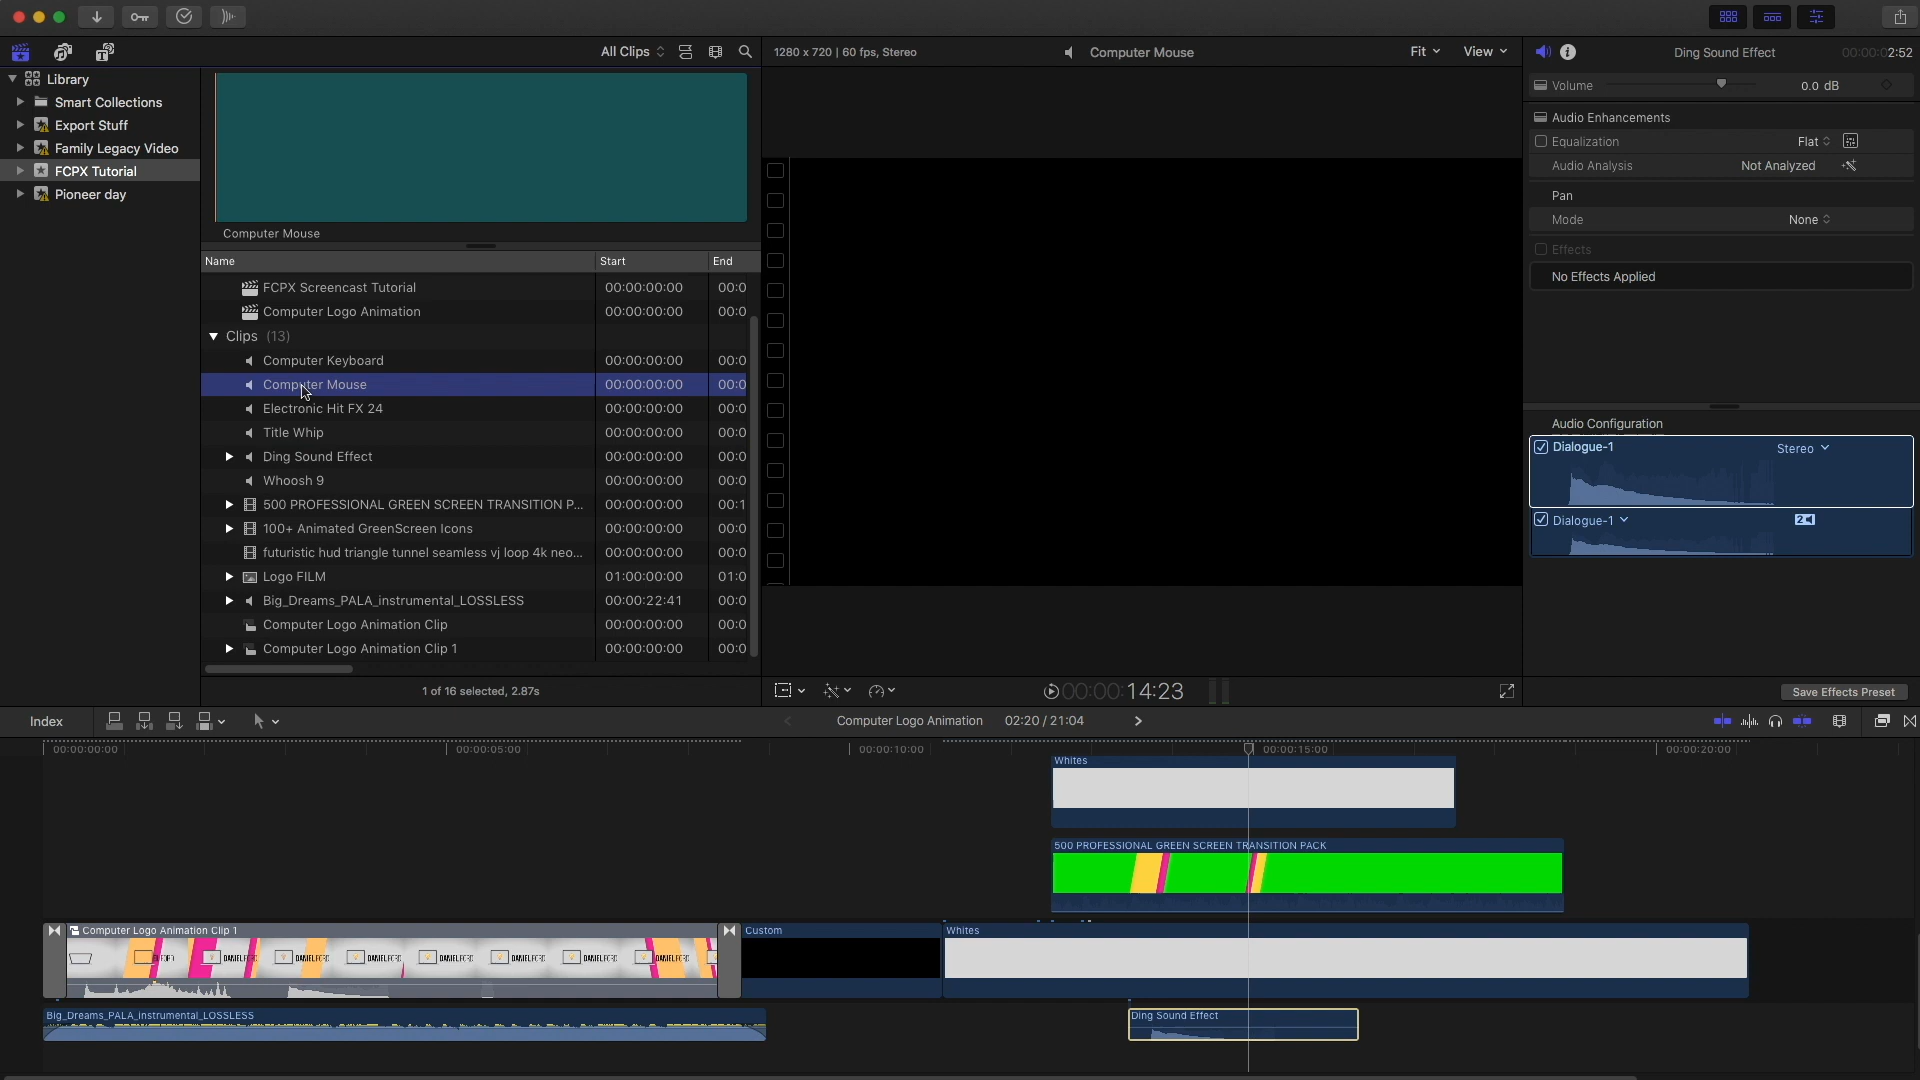 All Clips
1280 x 720 | 60 fps, Stereo
Computer Mouse
Fit
View
Ding Sound Effect
00:00:02:52
Library
Smart Collections
Export Stuff
Family Legacy Video
FCPX Tutorial
Pioneer day
Computer Mouse
Name
Start
End
FCPX Screencast Tutorial 00:00:00:00 00:0
Computer Logo Animation 00:00:00:00 00:0
Clips (13)
Computer Keyboard 00:00:00:00 00:0
Computer Mouse 00:00:00:00 00:0
Electronic Hit FX 24 00:00:00:00 00:0
Title Whip 00:00:00:00 00:0
Ding Sound Effect 00:00:00:00 00:0
Whoosh 9 00:00:00:00 00:0
500 PROFESSIONAL GREEN SCREEN TRANSITION P... 00:00:00:00 00:1
100+ Animated GreenScreen Icons 00:00:00:00 00:0
futuristic hud triangle tunnel seamless vj loop 4k neo... 00:00:00:00 00:0
Logo FILM 01:00:00:00 01:0
Big_Dreams_PALA_instrumental_LOSSLESS 00:00:22:41 00:0
Computer Logo Animation Clip 00:00:00:00 00:0
Computer Logo Animation Clip 1 00:00:00:00 00:0
1 of 16 selected, 2.87s
00:00:14:23
Volume 0.0 dB
Audio Enhancements
Equalization Flat
Audio Analysis Not Analyzed
Pan
Mode None
Effects
No Effects Applied
Audio Configuration
Dialogue-1 Stereo
Dialogue-1 2
Save Effects Preset
Index
Computer Logo Animation 02:20 / 21:04
00:00:00:00 00:00:05:00 00:00:10:00 00:00:15:00 00:00:20:00
Whites
500 PROFESSIONAL GREEN SCREEN TRANSITION PACK
Computer Logo Animation Clip 1
Custom
Whites
DANIELFORD DANIELFORD DANIELFORD DANIELFORD DANIELFORD DANIELFORD
Big_Dreams_PALA_instrumental_LOSSLESS
Ding Sound Effect